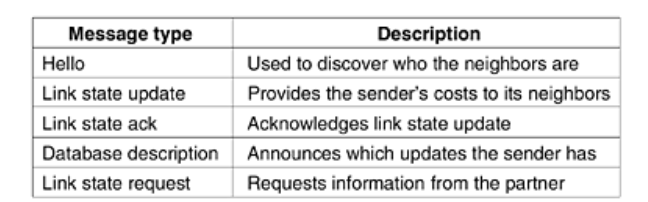 Message type Description
Hello Used to discover who the neighbors are
Link state update Provides the sender's costs to its neighbors
Link state ack Acknowledges link state update
Database description Announces which updates the sender has
Link state request Requests information from the partner